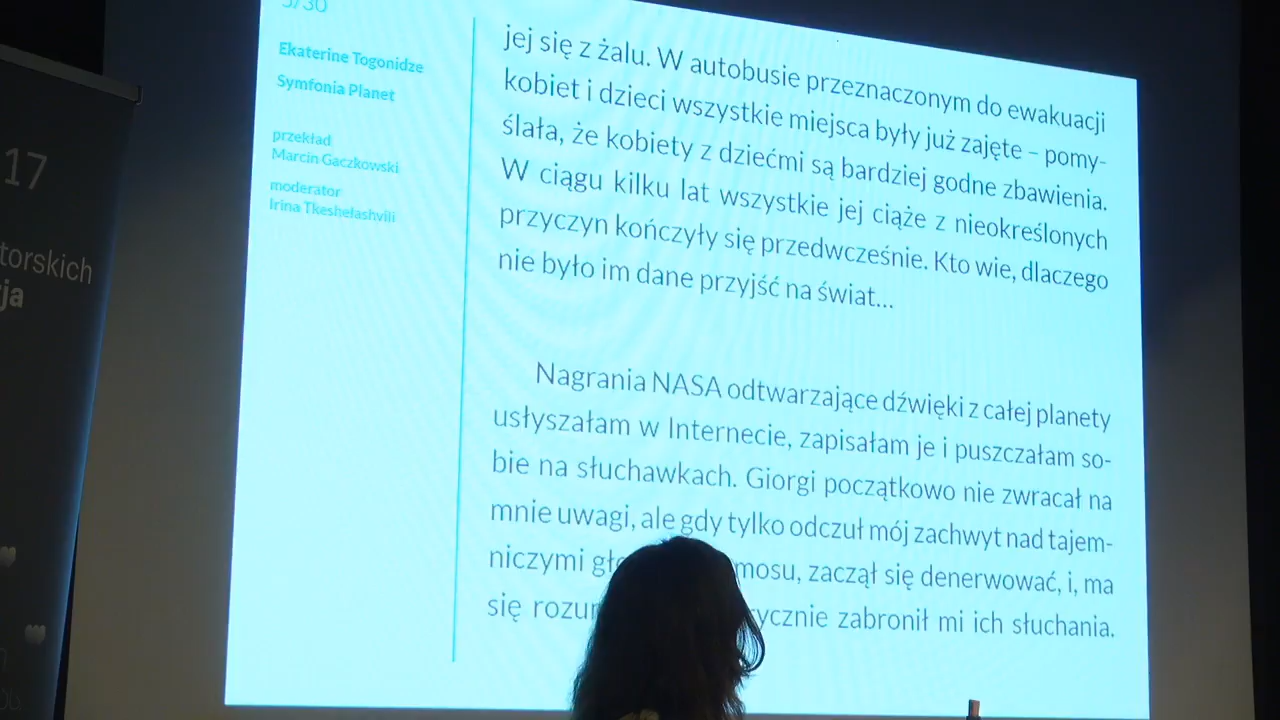 17
torskich
ja
5/30
Ekaterine Togonidze
Symfonia Planet
przekład
Marcin Gaczkowski
moderator
Irina Tkeshelashvili
jej się z żalu. W autobusie przeznaczonym do ewakuacji
kobiet i dzieci wszystkie miejsca były już zajęte – pomy-
ślała, że kobiety z dziećmi są bardziej godne zbawienia.
W ciągu kilku lat wszystkie jej ciąże z nieokreślonych
przyczyn kończyły się przedwcześnie. Kto wie, dlaczego
nie było im dane przyjść na świat...
Nagrania NASA odtwarzające dźwięki z całej planety
usłyszałam w Internecie, zapisałam je i puszczałam so-
bie na słuchawkach. Giorgi początkowo nie zwracał na
mnie uwagi, ale gdy tylko odczuł mój zachwyt nad tajem-
niczymi mosu, zaczął się denerwować, i, ma
się ycznie zabronił mi ich słuchania.